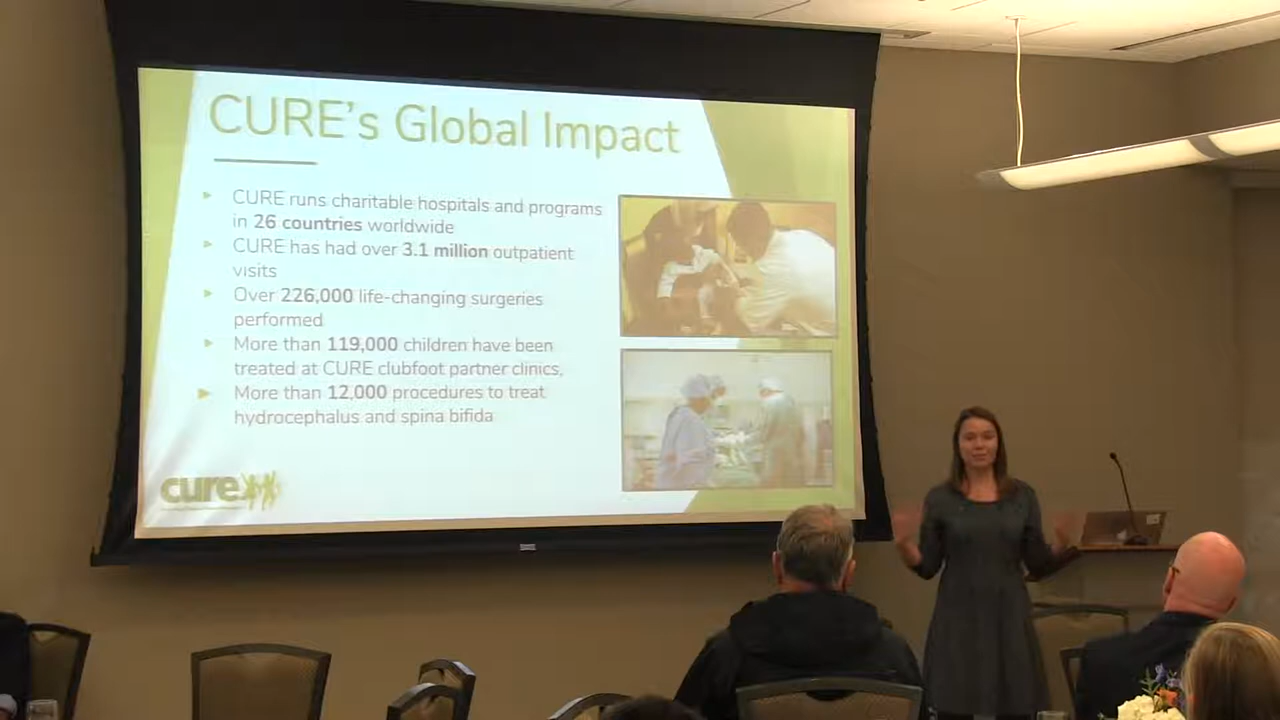 CURE's Global Impact
CURE runs charitable hospitals and programs
in 26 countries worldwide
CURE has had over 3.1 million outpatient
visits
Over 226,000 life-changing surgeries
performed
More than 119,000 children have been
treated at CURE clubfoot partner clinics,
More than 12,000 procedures to treat
hydrocephalus and spina bifida
cure